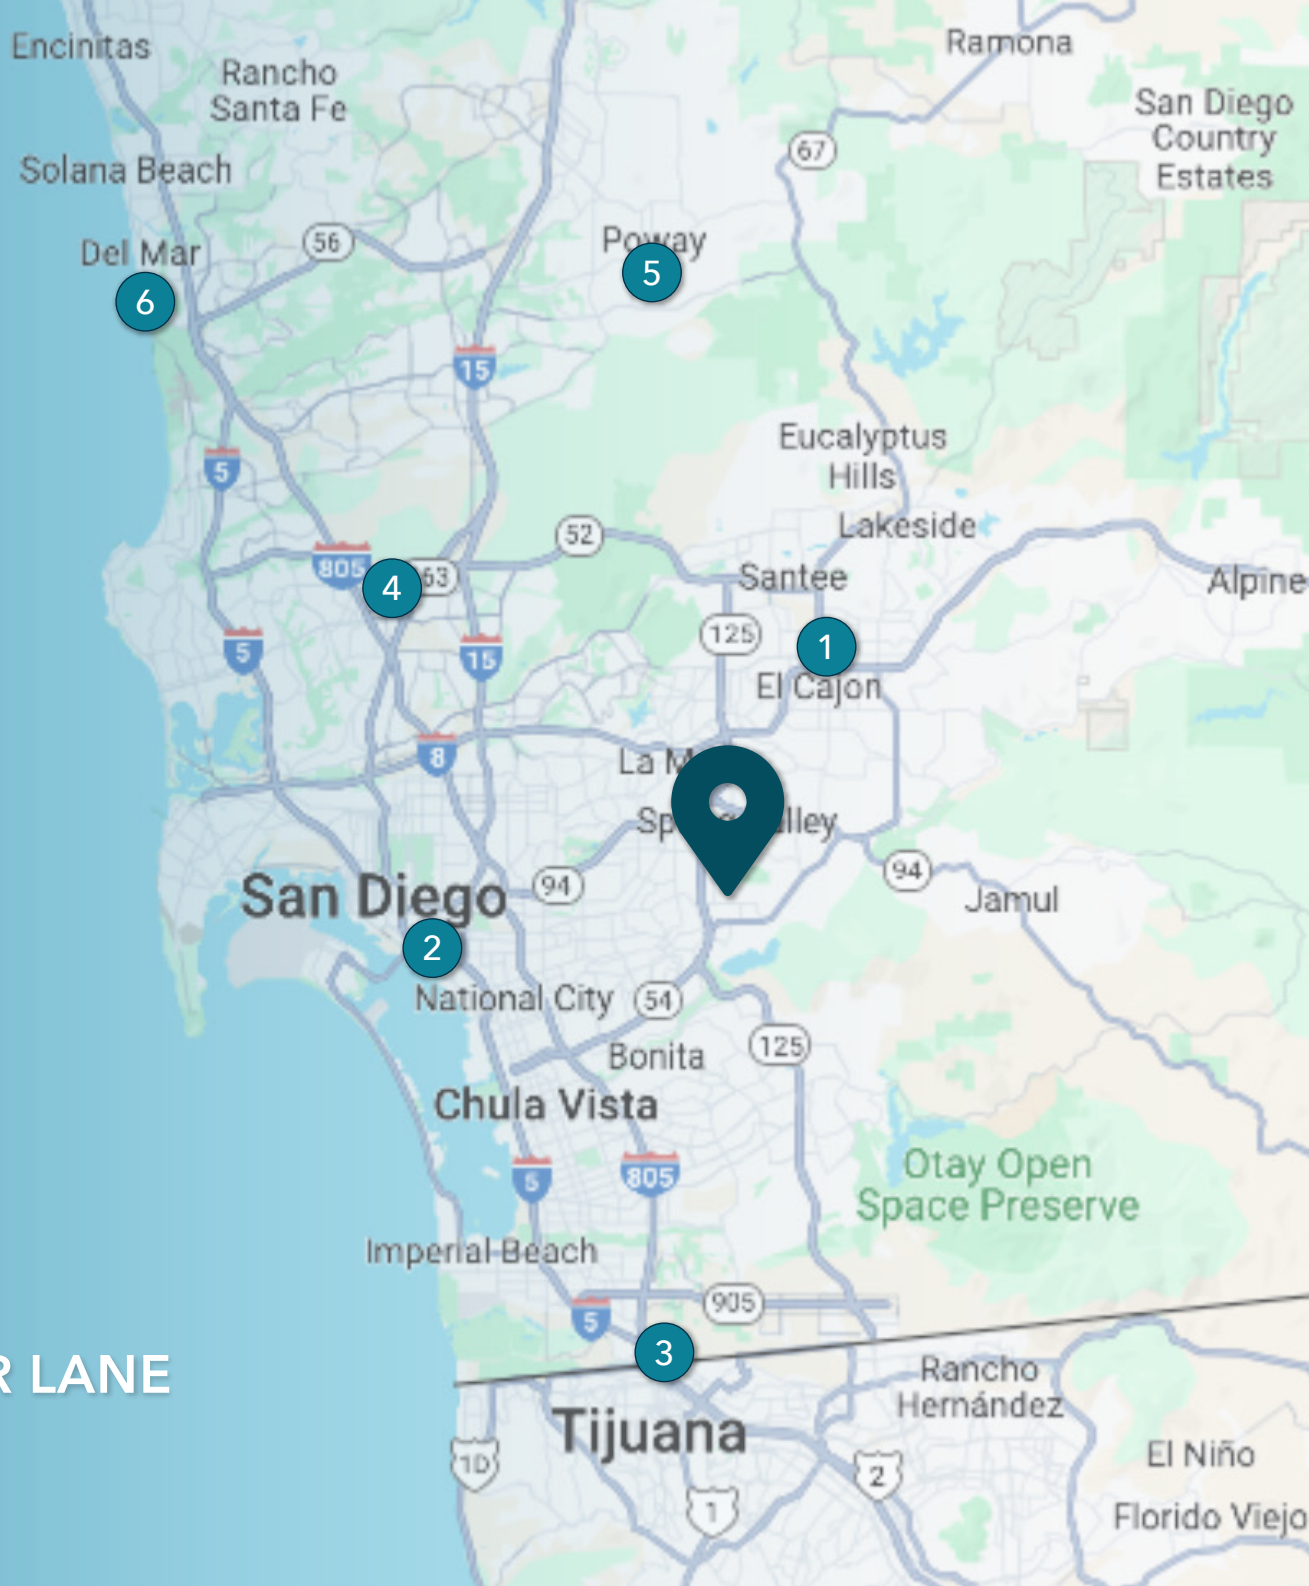 Encinitas
Ramona
Rancho
Santa Fe
San Diego
Country
Estates
67
Solana Beach
56
Poway
Del Mar
5
6
15
Eucalyptus
Hills
5
Lakeside
52
805
4
63
Santee
Alpine
125
1
5
15
El Cajon
8
La M
Sp
lley
94
94
San Diego
Jamul
2
National City
54
125
Bonita
Chula Vista
5
805
Otay Open
Space Preserve
Imperial Beach
905
5
3
R LANE
Rancho
Hernández
Tijuana
El Niño
1D
2
1
Florido Viejo